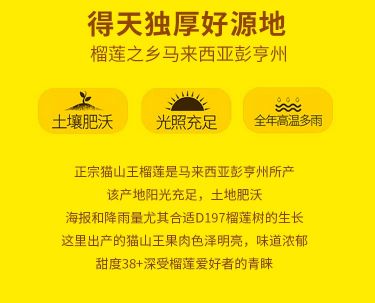 得天独厚好源地
榴莲之乡马来西亚彭亨州
土壤肥沃 光照充足 全年高温多雨
正宗猫山王榴莲是马来西亚彭亨州所产
该产地阳光充足，土地肥沃
海报和降雨量尤其合适D197榴莲树的生长
这里出产的猫山王果肉色泽明亮，味道浓郁
甜度38+深受榴莲爱好者的青睐